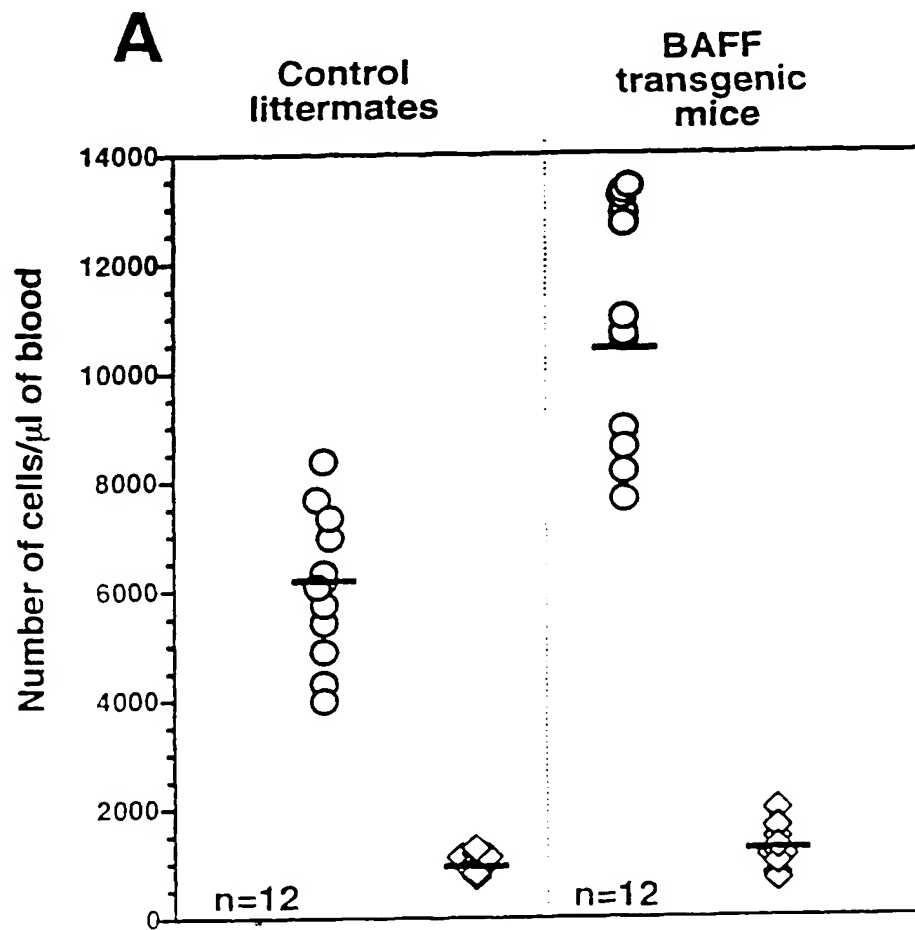 A
Control
littermates
BAFF
transgenic
mice
Number of cells/µl of blood
14000
12000
10000
8000
6000
4000
2000
0
n=12
n=12